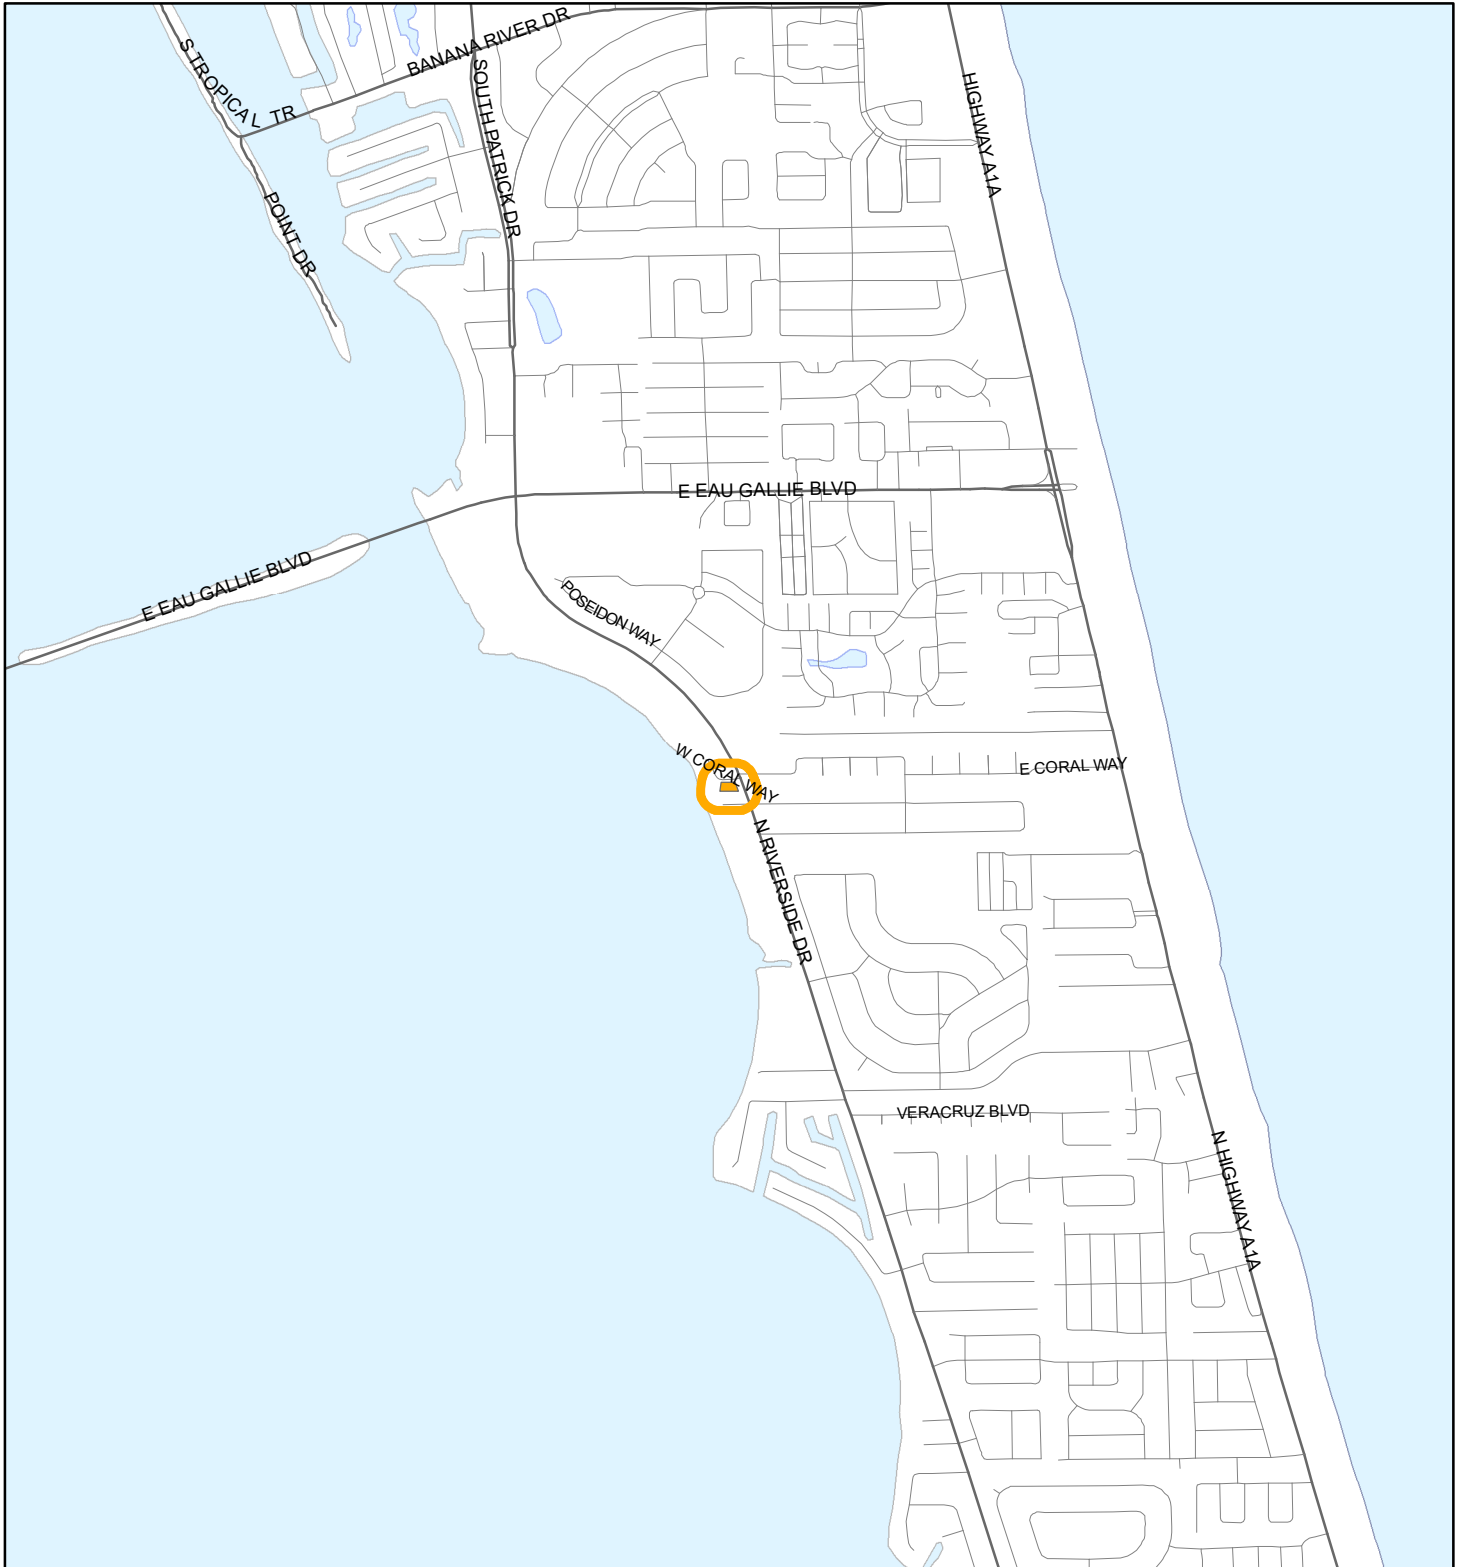 BANANA RIVER DR
S TROPICAL TR
SOUTH PATRICK DR
HIGHWAY A1A
POINT DR
E EAU GALLIE BLVD
E EAU GALLIE BLVD
POSEIDON WAY
W CORAL WAY
E CORAL WAY
N RIVERSIDE DR
VERACRUZ BLVD
N HIGHWAY A1A